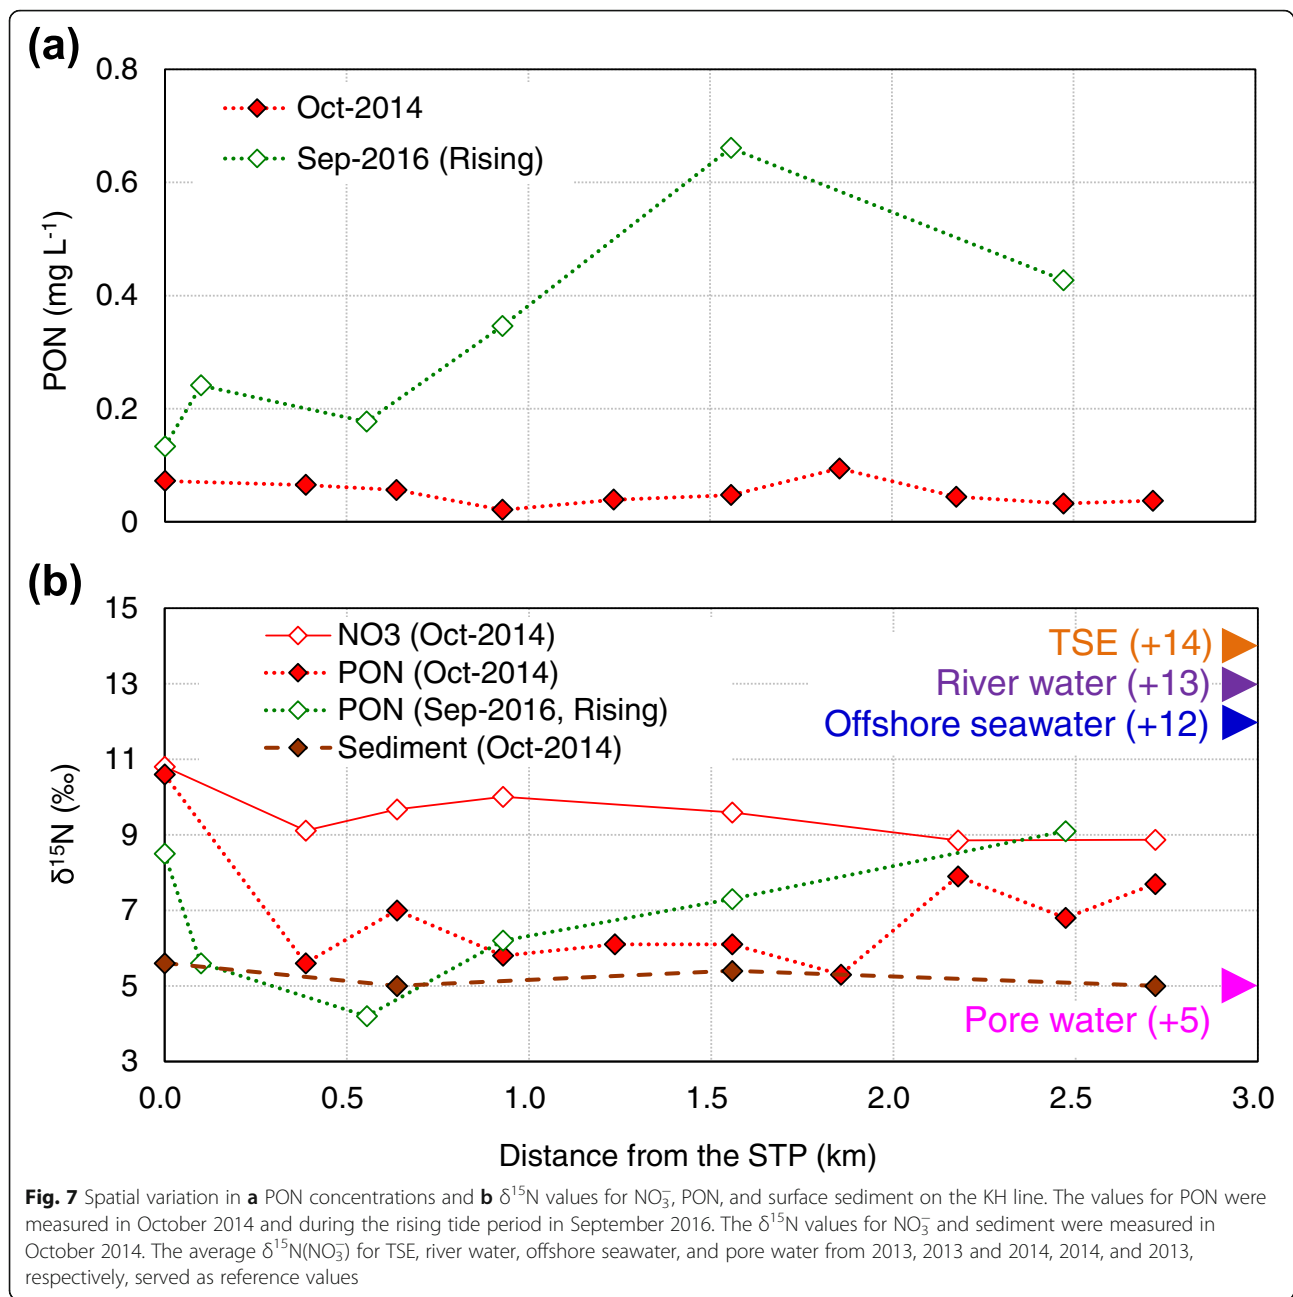 (a)
0.8
0.6
0.4
0.2
0
PON (mg L⁻¹)
Oct-2014
Sep-2016 (Rising)
(b)
15
13
11
9
7
5
3
δ¹⁵N (‰)
NO3 (Oct-2014)
PON (Oct-2014)
PON (Sep-2016, Rising)
Sediment (Oct-2014)
TSE (+14)
River water (+13)
Offshore seawater (+12)
Pore water (+5)
0.0 0.5 1.0 1.5 2.0 2.5 3.0
Distance from the STP (km)
Fig. 7 Spatial variation in a PON concentrations and b δ¹⁵N values for NO₃⁻, PON, and surface sediment on the KH line. The values for PON were
measured in October 2014 and during the rising tide period in September 2016. The δ¹⁵N values for NO₃⁻ and sediment were measured in
October 2014. The average δ¹⁵N(NO₃⁻) for TSE, river water, offshore seawater, and pore water from 2013, 2013 and 2014, 2014, and 2013,
respectively, served as reference values